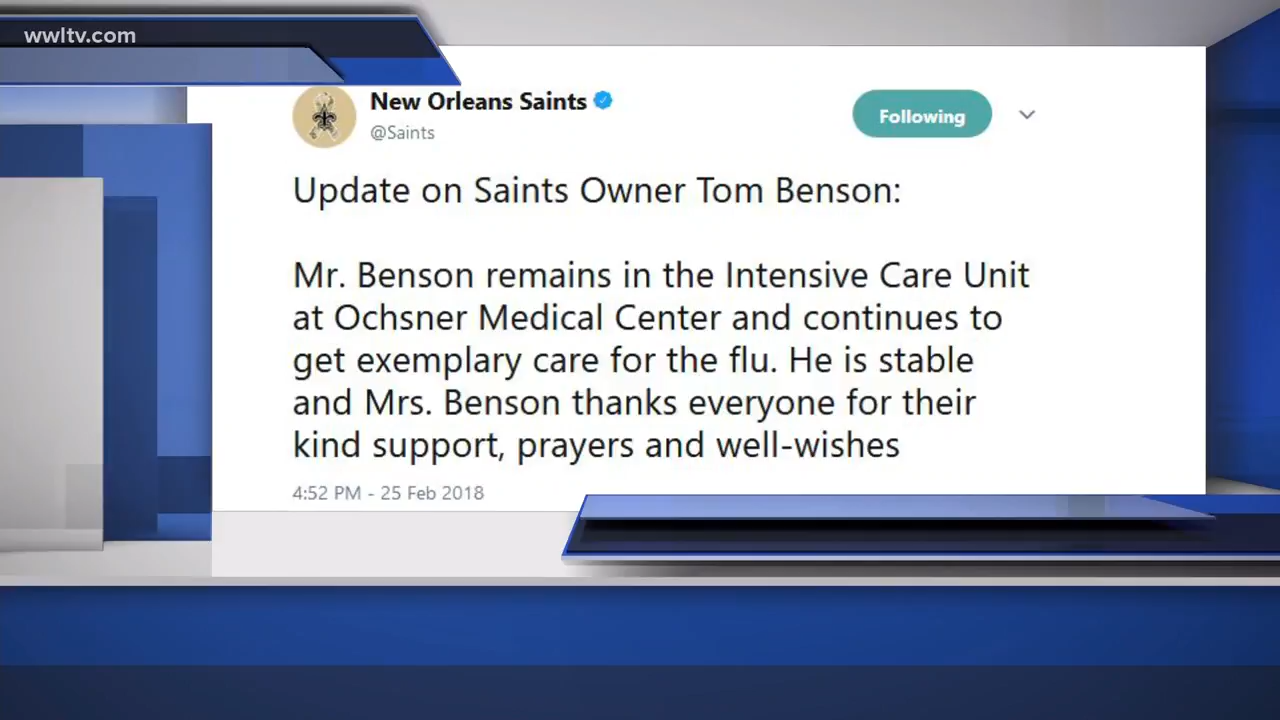 wwltv.com
New Orleans Saints
@Saints
Following
Update on Saints Owner Tom Benson:
Mr. Benson remains in the Intensive Care Unit
at Ochsner Medical Center and continues to
get exemplary care for the flu. He is stable
and Mrs. Benson thanks everyone for their
kind support, prayers and well-wishes
4:52 PM - 25 Feb 2018